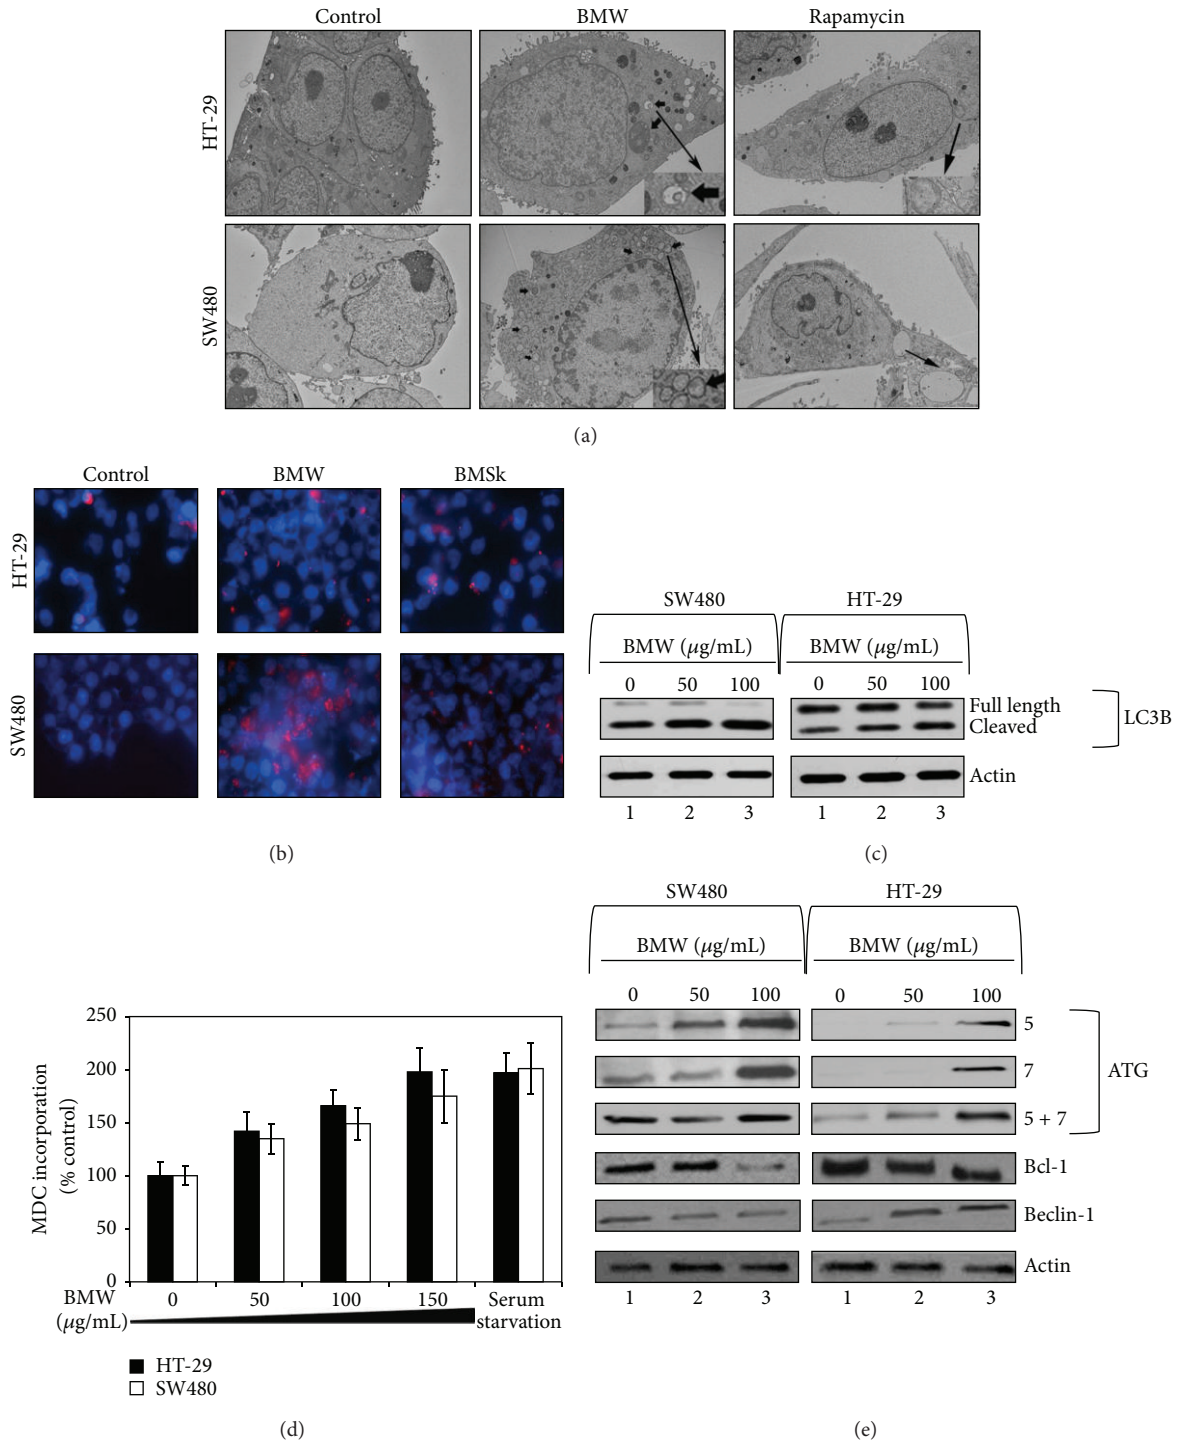 Control BMW Rapamycin
HT-29
SW480
(a)
Control BMW BMSk
HT-29
SW480
(b)
SW480 HT-29
BMW (μg/mL) BMW (μg/mL)
0 50 100 0 50 100
Full length
Cleaved
LC3B
Actin
1 2 3 1 2 3
(c)
MDC incorporation
(% control)
250
200
150
100
50
0
BMW
(μg/mL)
0 50 100 150 Serum
starvation
HT-29
SW480
(d)
SW480 HT-29
BMW (μg/mL) BMW (μg/mL)
0 50 100 0 50 100
5
7
5 + 7
ATG
Bcl-1
Beclin-1
Actin
1 2 3 1 2 3
(e)